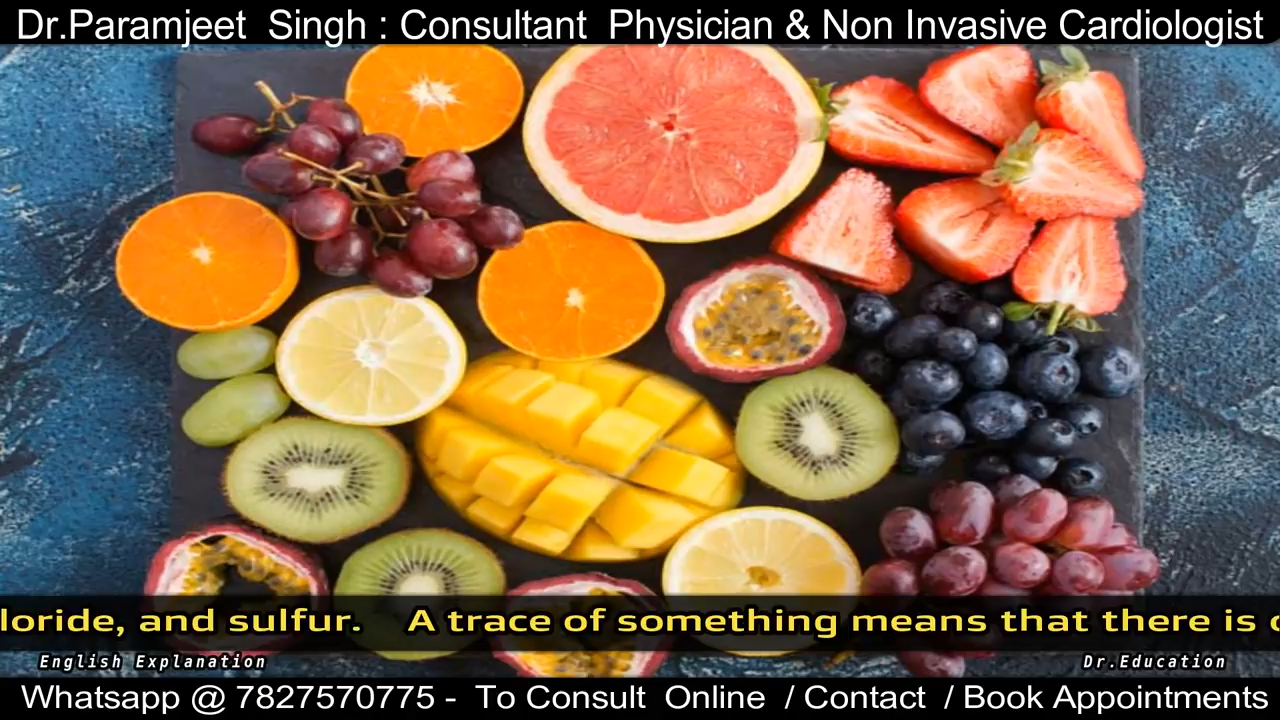 Dr.Paramjeet Singh : Consultant Physician & Non Invasive Cardiologist
loride, and sulfur. A trace of something means that there is
English Explanation
Dr.Education
Whatsapp @ 7827570775 - To Consult Online / Contact / Book Appointments